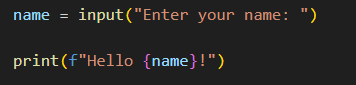 name = input("Enter your name: ")
print(f"Hello {name}!")